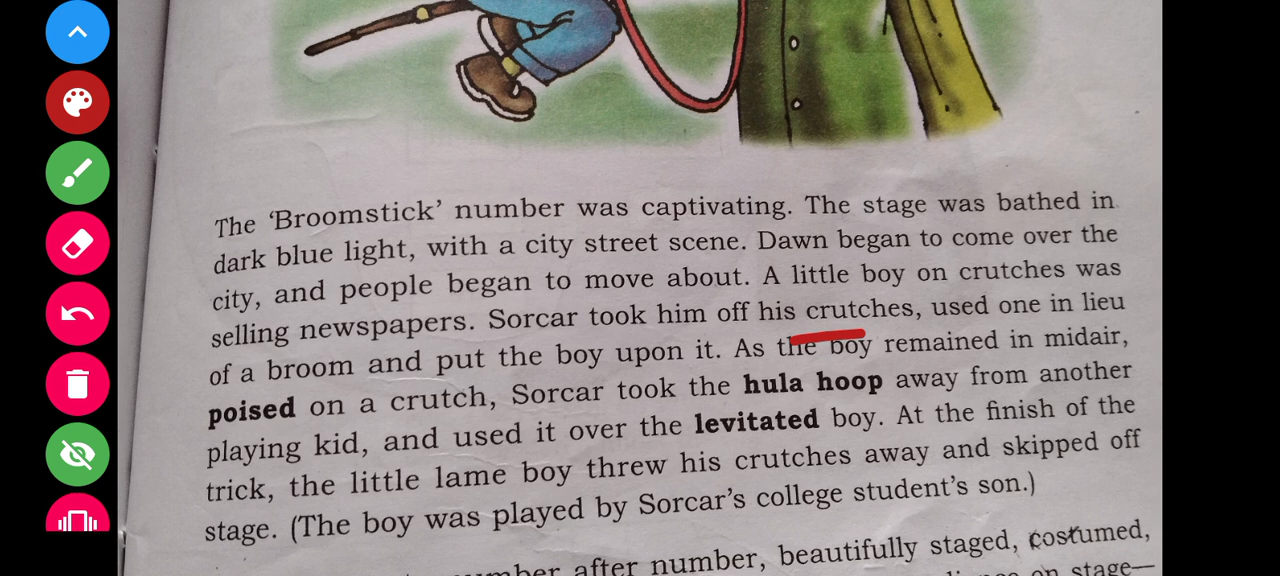 The 'Broomstick' number was captivating. The stage was bathed in
dark blue light, with a city street scene. Dawn began to come over the
city, and people began to move about. A little boy on crutches was
selling newspapers. Sorcar took him off his crutches, used one in lieu
of a broom and put the boy upon it. As the boy remained in midair,
poised on a crutch, Sorcar took the hula hoop away from another
playing kid, and used it over the levitated boy. At the finish of the
trick, the little lame boy threw his crutches away and skipped off
stage. (The boy was played by Sorcar's college student's son.)
after number, beautifully staged, costumed,
on stage—